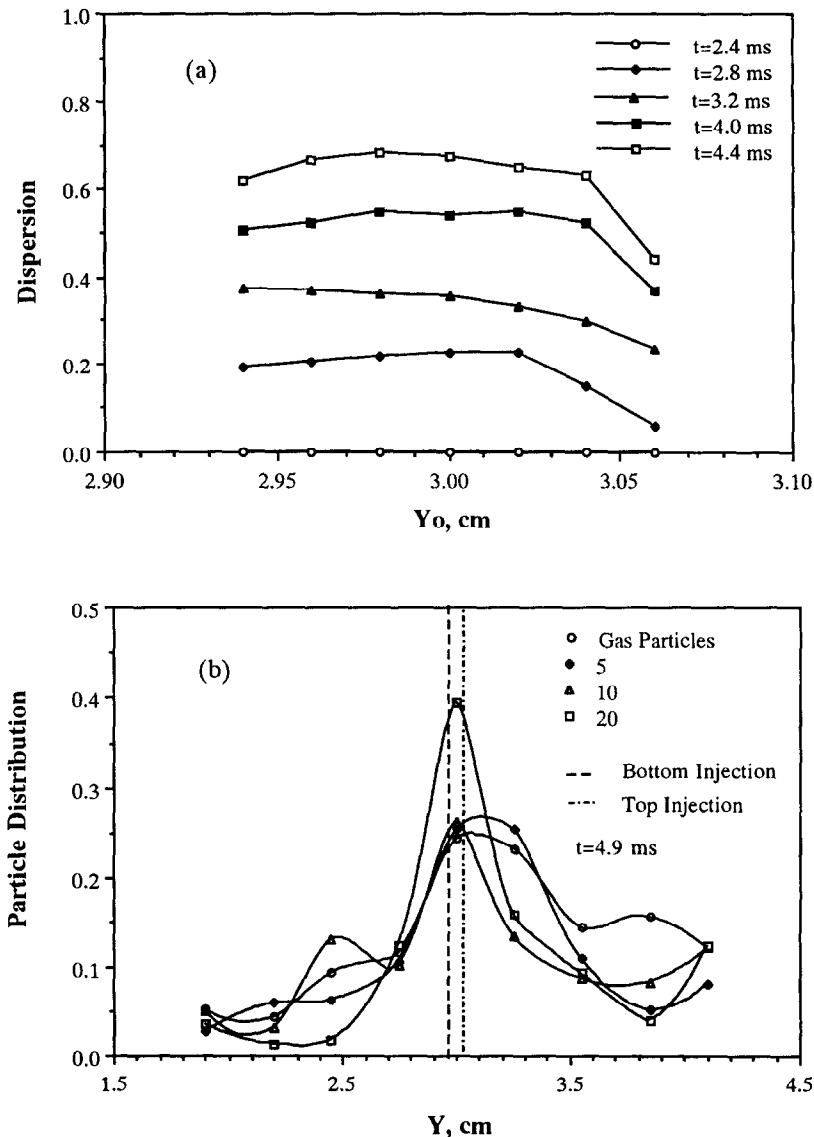 1.0
0.8
0.6
0.4
0.2
0.0
Dispersion
(a)
t=2.4 ms
t=2.8 ms
t=3.2 ms
t=4.0 ms
t=4.4 ms
2.90
2.95
3.00
3.05
3.10
Yo, cm
0.5
0.4
0.3
0.2
0.1
0.0
Particle Distribution
(b)
Gas Particles
5
10
20
Bottom Injection
Top Injection
t=4.9 ms
1.5
2.5
3.5
4.5
Y, cm